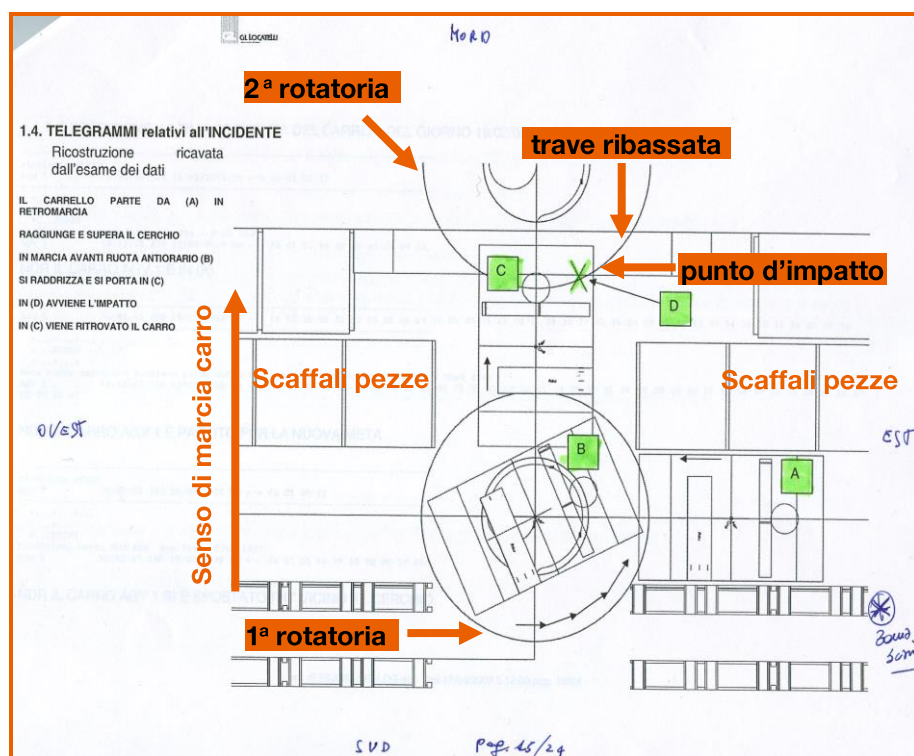 GI. LOCATELLI
NORD
2ª rotatoria
1.4. TELEGRAMMI relativi all'INCIDENTE
Ricostruzione ricavata
dall'esame dei dati
trave ribassata
IL CARRELLO PARTE DA (A) IN
RETROMARCIA
RAGGIUNGE E SUPERA IL CERCHIO
IN MARCIA AVANTI RUOTA ANTIORARIO (B)
SI RADDRIZZA E SI PORTA IN (C)
IN (D) AVVIENE L'IMPATTO
IN (C) VIENE RITROVATO IL CARRO
C
punto d'impatto
D
Senso di marcia carro
Scaffali pezze
Scaffali pezze
OVEST
EST
B
A
1ª rotatoria
SUD
Pag. 15/24